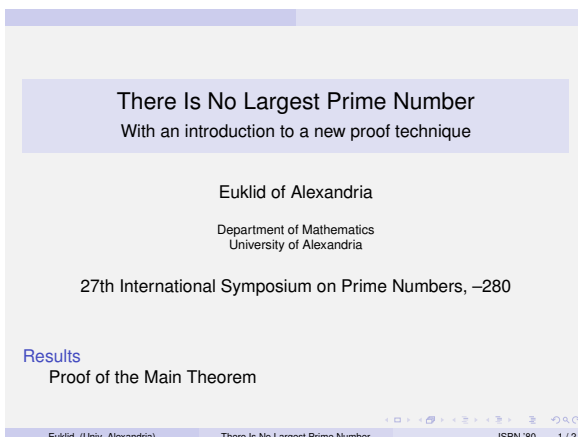 There Is No Largest Prime Number
With an introduction to a new proof technique
Euklid of Alexandria
Department of Mathematics
University of Alexandria
27th International Symposium on Prime Numbers, –280
Results
Proof of the Main Theorem
Euklid (Univ. Alexandria) There Is No Largest Prime Number ISPN '80 1 / 2